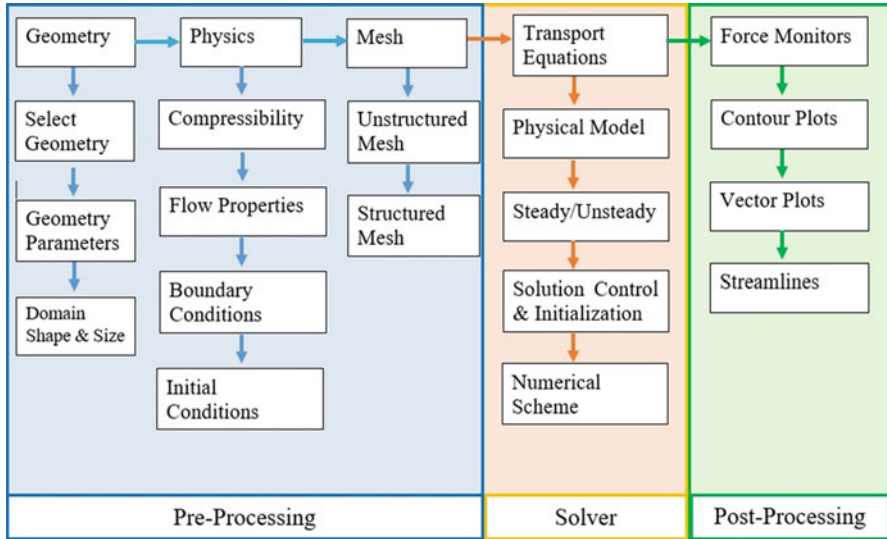 Geometry
Physics
Mesh
Transport
Equations
Force Monitors
Select
Geometry
Compressibility
Unstructured
Mesh
Physical Model
Contour Plots
Geometry
Parameters
Flow Properties
Structured
Mesh
Steady/Unsteady
Vector Plots
Domain
Shape & Size
Boundary
Conditions
Solution Control
& Initialization
Streamlines
Initial
Conditions
Numerical
Scheme
Pre-Processing
Solver
Post-Processing